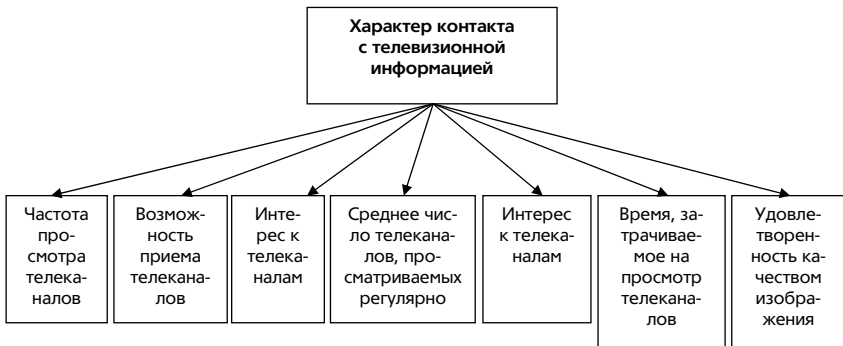 Характер контакта
с телевизионной
информацией
Частота
про-
смотра
телека-
налов
Возмож-
ность
приема
телекана-
лов
Инте-
рес к
телека-
налам
Среднее чис-
ло телекана-
лов, про-
сматриваемых
регулярно
Интерес
к телека-
налам
Время, за-
трачивае-
мое на
просмотр
телекана-
лов
Удовле-
творен-
ность ка-
чеством
изобра-
жения